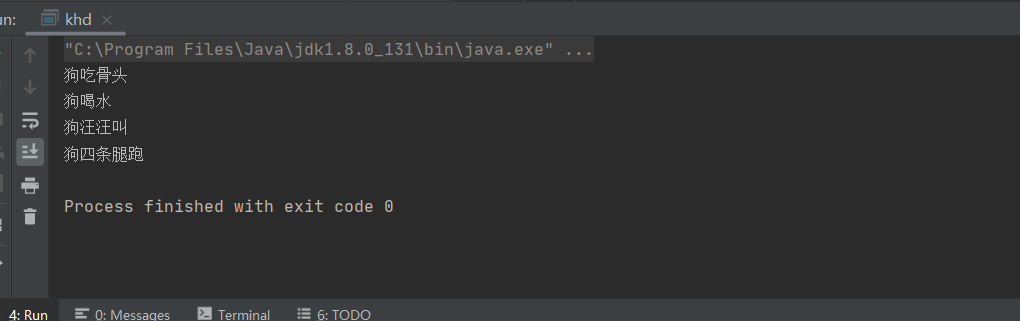 khd
"C:\Program Files\Java\jdk1.8.0_131\bin\java.exe" ...
狗吃骨头
狗喝水
狗汪汪叫
狗四条腿跑
Process finished with exit code 0
4: Run 0: Messages Terminal 6: TODO